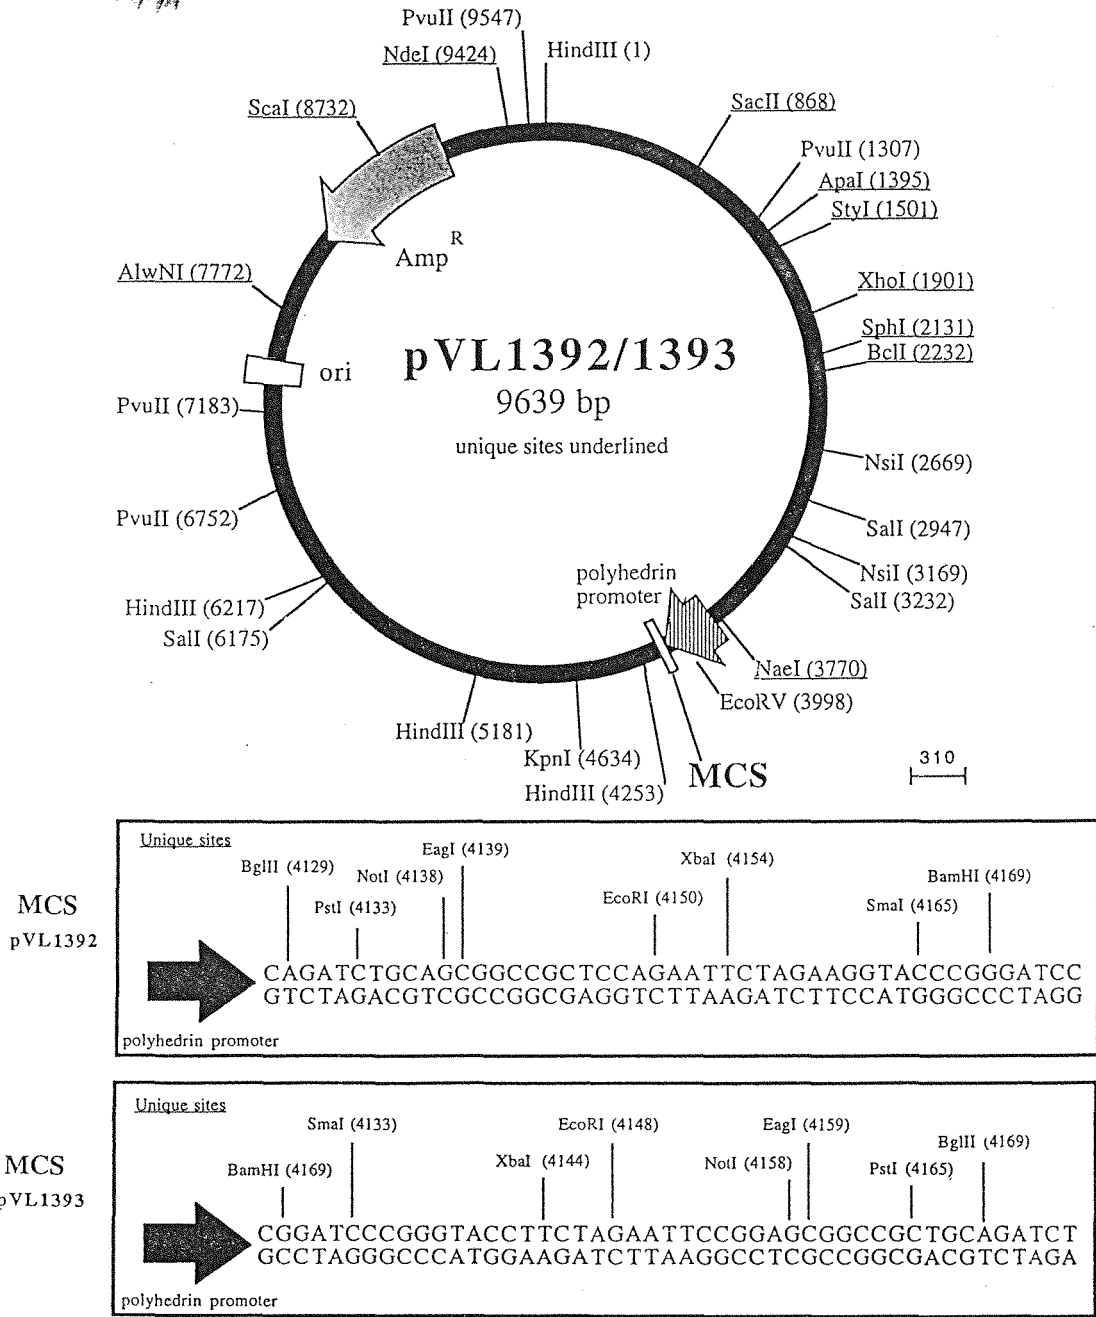 PvuII (9547)
HindIII (1)
NdeI (9424)
ScaI (8732)
SacII (868)
PvuII (1307)
ApaI (1395)
StyI (1501)
Amp R
AlwNI (7772)
XhoI (1901)
SphI (2131)
BclI (2232)
pVL1392/1393
9639 bp
unique sites underlined
ori
PvuII (7183)
NsiI (2669)
PvuII (6752)
SalI (2947)
NsiI (3169)
SalI (3232)
polyhedrin
promoter
HindIII (6217)
SalI (6175)
NaeI (3770)
EcoRV (3998)
HindIII (5181)
KpnI (4634)
HindIII (4253)
MCS
310
MCS
pVL1392
Unique sites
BglII (4129)
PstI (4133)
NotI (4138)
EagI (4139)
EcoRI (4150)
XbaI (4154)
SmaI (4165)
BamHI (4169)
CAGATCTGCAGCGGCCGCTCCAGAATTCTAGAAGGTACCCGGGATCC
GTCTAGACGTCGCCGGCGAGGTCTTAAGATCTTCCATGGGCCCTAGG
polyhedrin promoter
MCS
pVL1393
Unique sites
BamHI (4169)
SmaI (4133)
XbaI (4144)
EcoRI (4148)
NotI (4158)
EagI (4159)
PstI (4165)
BglII (4169)
CGGATCCCGGGTACCTTCTAGAATTCCGGAGCGGCCGCTGCAGATCT
GCCTAGGGCCCATGGAAGATCTTAAGGCCTCGCCGGCGACGTCTAGA
polyhedrin promoter